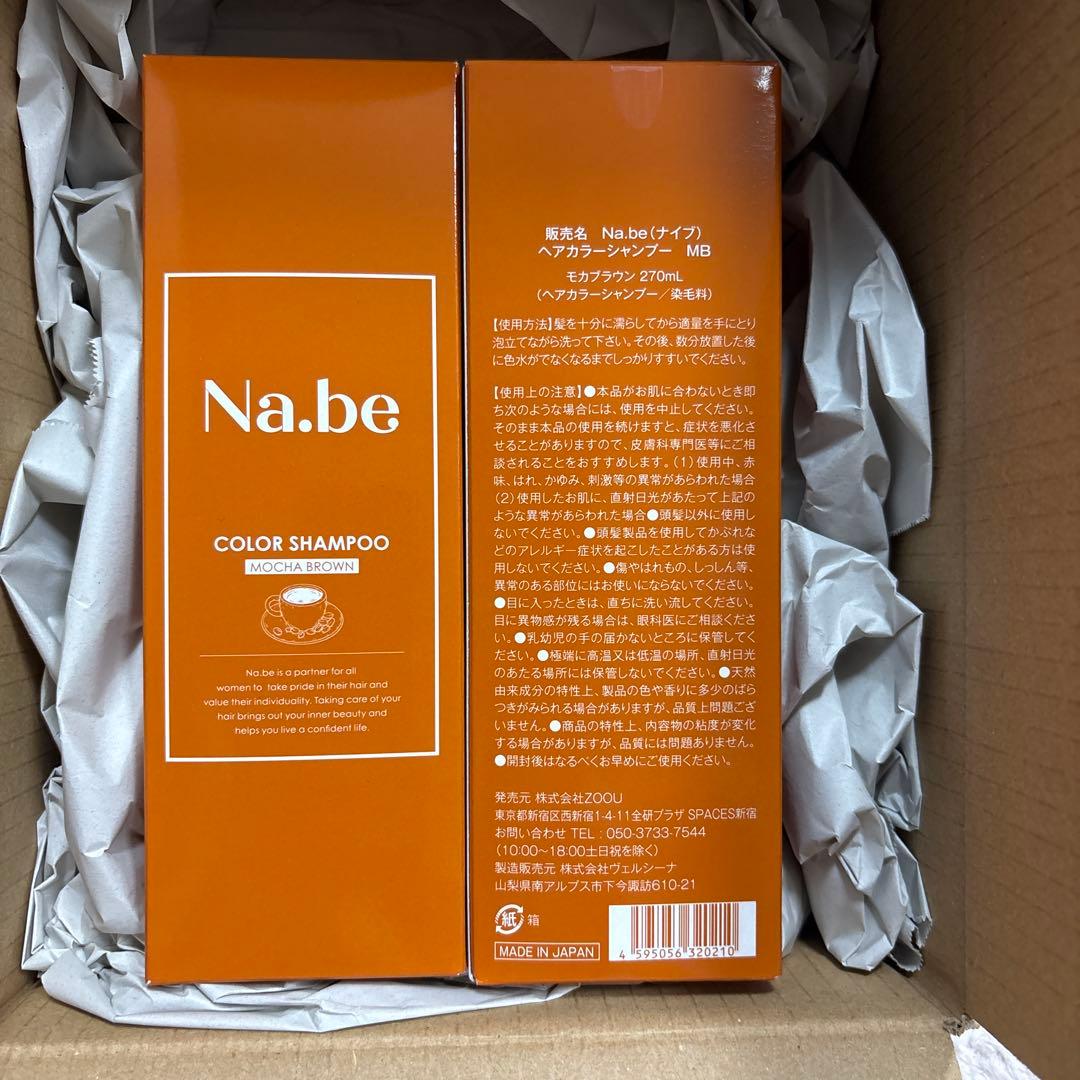 Na.be
COLOR SHAMPOO
MOCHA BROWN
Na.be is a partner for all
women to take pride in their hair and
value their individuality. Taking care of your
hair brings out your inner beauty and
helps you live a confident life.
販売名 Na.be(ナイブ)
ヘアカラーシャンプー MB
モカブラウン 270mL
(ヘアカラーシャンプー/染毛料)
【使用方法】髪を十分に濡らしてから適量を手にとり
泡立てながら洗って下さい。その後、数分放置した後
に色水がでなくなるまでしっかりすすいでください。
【使用上の注意】●本品がお肌に合わないとき即
ち次のような場合には、使用を中止してください。
そのまま本品の使用を続けますと、症状を悪化さ
せることがありますので、皮膚科専門医等にご相
談されることをおすすめします。(1)使用中、赤
味、はれ、かゆみ、刺激等の異常があらわれた場合
(2)使用したお肌に、直射日光があたって上記の
ような異常があらわれた場合●頭髪以外に使用し
ないでください。●頭髪製品を使用してかぶれな
どのアレルギー症状を起こしたことがある方は使
用しないでください。●傷やはれもの、しっしん等、
異常のある部位にはお使いにならないでください。
●目に入ったときは、直ちに洗い流してください。
目に異物感が残る場合は、眼科医にご相談くださ
い。●乳幼児の手の届かないところに保管してく
ださい。●極端に高温又は低温の場所、直射日光
のあたる場所には保管しないでください。●天然
由来成分の特性上、製品の色や香りに多少のばら
つきがみられる場合がありますが、品質上問題ござ
いません。●商品の特性上、内容物の粘度が変化
する場合がありますが、品質には問題ありません。
●開封後はなるべくお早めにご使用ください。
発売元 株式会社ZOOU
東京都新宿区西新宿1-4-11全研プラザ SPACES新宿
お問い合わせ TEL : 050-3733-7544
(10:00~18:00土日祝を除く)
製造販売元 株式会社ヴェルシーナ
山梨県南アルプス市下今諏訪610-21
紙 箱
MADE IN JAPAN
4 595056 320210